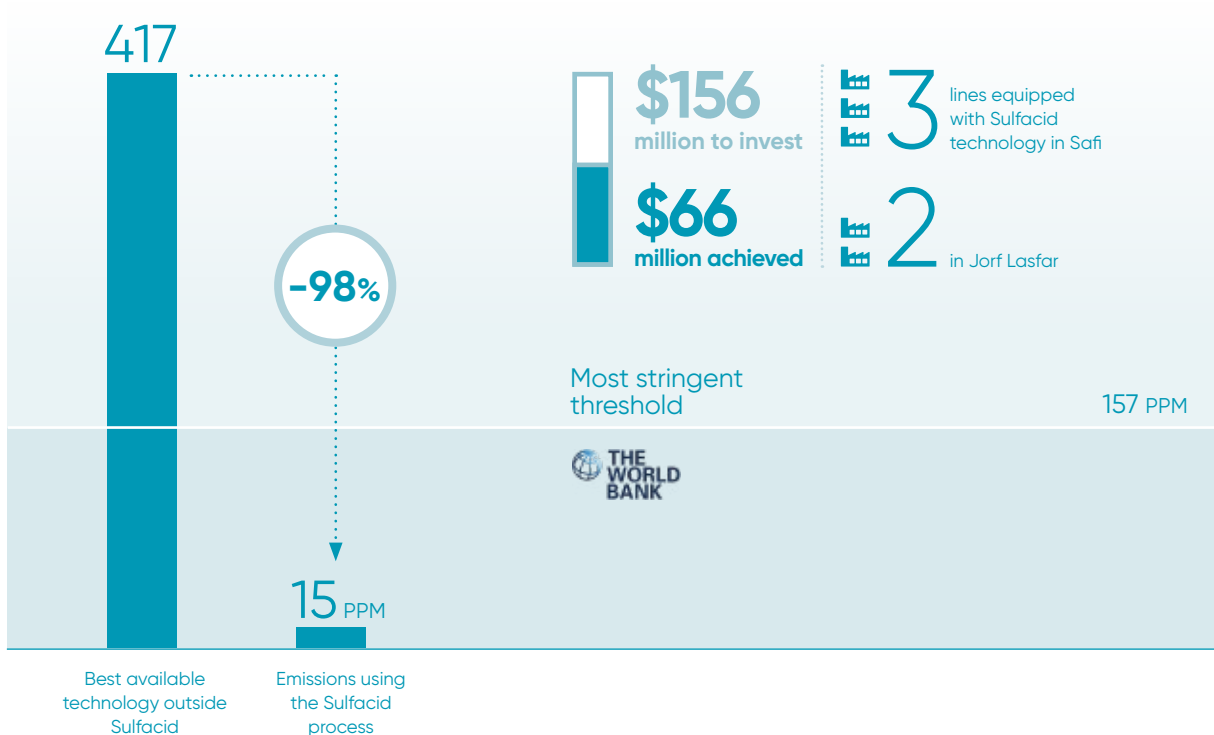 417
-98%
15 PPM
Best available
technology outside
Sulfacid
Emissions using
the Sulfacid
process
$156
million to invest
$66
million achieved
3
lines equipped
with Sulfacid
technology in Safi
2
in Jorf Lasfar
Most stringent
threshold
157 PPM
THE
WORLD
BANK